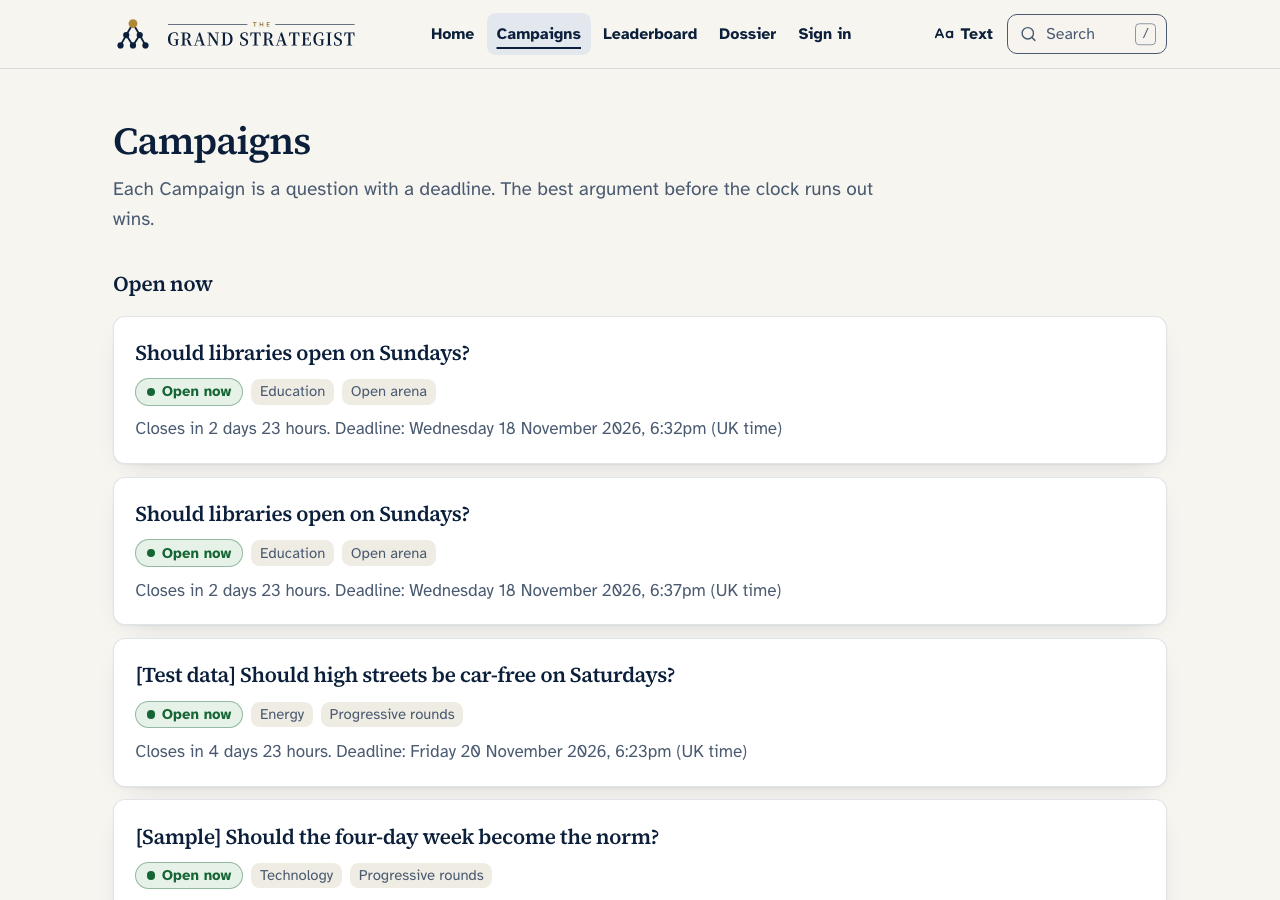 THE
GRAND STRATEGIST
Home
Campaigns
Leaderboard
Dossier
Sign in
Aa Text
Search
/
Campaigns
Each Campaign is a question with a deadline. The best argument before the clock runs out
wins.
Open now
Should libraries open on Sundays?
Open now
Education
Open arena
Closes in 2 days 23 hours. Deadline: Wednesday 18 November 2026, 6:32pm (UK time)
Should libraries open on Sundays?
Open now
Education
Open arena
Closes in 2 days 23 hours. Deadline: Wednesday 18 November 2026, 6:37pm (UK time)
[Test data] Should high streets be car-free on Saturdays?
Open now
Energy
Progressive rounds
Closes in 4 days 23 hours. Deadline: Friday 20 November 2026, 6:23pm (UK time)
[Sample] Should the four-day week become the norm?
Open now
Technology
Progressive rounds